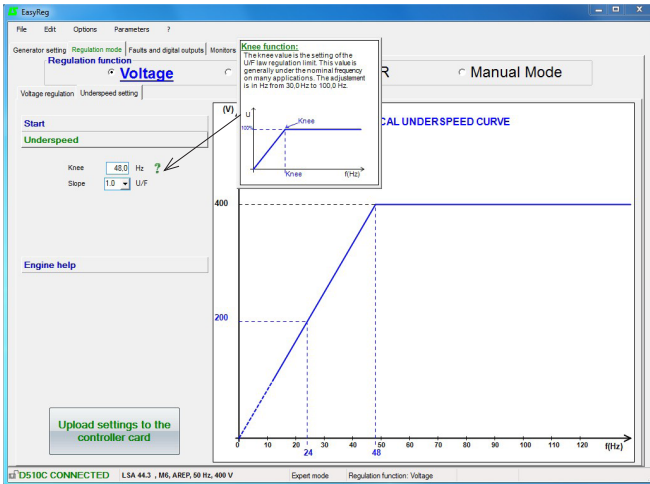 EasyReg
File Edit Options Parameters ?
Generator setting Regulation mode Faults and digital outputs Monitors
Regulation function
Voltage
R
Manual Mode
Voltage regulation Underspeed setting
Start
Underspeed
Knee 48,0 Hz ?
Slope 1.0 U/F
Engine help
Upload settings to the
controller card
Knee function:
The knee value is the setting of the
U/F law regulation limit. This value is
generally under the nominal frequency
on many applications. The adjustement
is in Hz from 30,0Hz to 100,0 Hz.
U
Knee
100%
Knee f(Hz)
(V)
CAL UNDERSPEED CURVE
400
200
0 10 20 30 40 50 60 70 80 90 100 110 120 f(Hz)
24 48
D510C CONNECTED LSA 44.3 , M6, AREP, 50 Hz, 400 V Expert mode Regulation function: Voltage